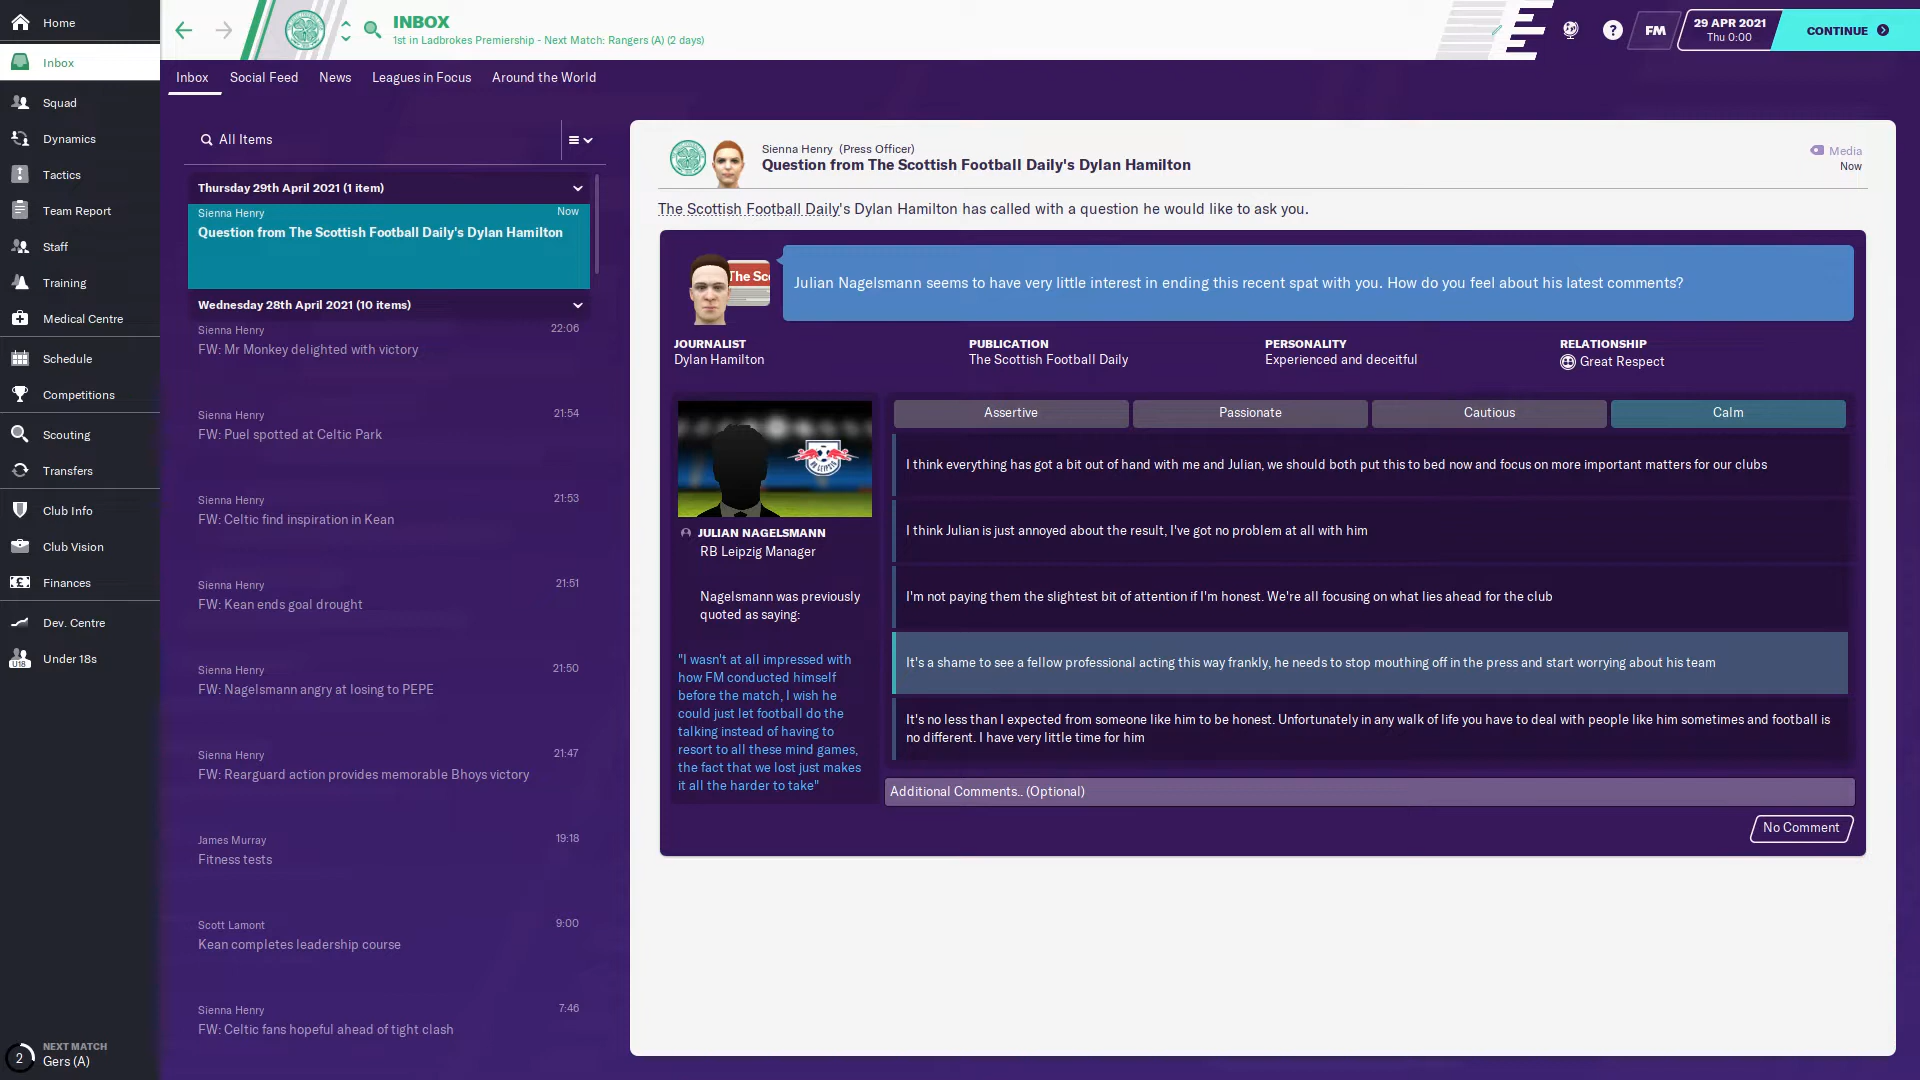 Home
Inbox
Squad
Dynamics
Tactics
Team Report
Staff
Training
Medical Centre
Schedule
Competitions
Scouting
Transfers
Club Info
Club Vision
Finances
Dev. Centre
U18
Under 18s
2
NEXT MATCH
Gers (A)
INBOX
1st in Ladbrokes Premiership - Next Match: Rangers (A) (2 days)
?
FM
29 APR 2021
Thu 0:00
CONTINUE
Inbox Social Feed News Leagues in Focus Around the World
All Items
Thursday 29th April 2021 (1 item)
Sienna Henry Now
Question from The Scottish Football Daily's Dylan Hamilton
Wednesday 28th April 2021 (10 items)
Sienna Henry 22:06
FW: Mr Monkey delighted with victory
Sienna Henry 21:54
FW: Puel spotted at Celtic Park
Sienna Henry 21:53
FW: Celtic find inspiration in Kean
Sienna Henry 21:51
FW: Kean ends goal drought
Sienna Henry 21:50
FW: Nagelsmann angry at losing to PEPE
Sienna Henry 21:47
FW: Rearguard action provides memorable Bhoys victory
James Murray 19:18
Fitness tests
Scott Lamont 9:00
Kean completes leadership course
Sienna Henry 7:46
FW: Celtic fans hopeful ahead of tight clash
Sienna Henry (Press Officer)
Question from The Scottish Football Daily's Dylan Hamilton
Media
Now
The Scottish Football Daily's Dylan Hamilton has called with a question he would like to ask you.
The Sc
Julian Nagelsmann seems to have very little interest in ending this recent spat with you. How do you feel about his latest comments?
JOURNALIST
Dylan Hamilton
PUBLICATION
The Scottish Football Daily
PERSONALITY
Experienced and deceitful
RELATIONSHIP
Great Respect
RB LEIPZIG
JULIAN NAGELSMANN
RB Leipzig Manager
Nagelsmann was previously
quoted as saying:
"I wasn't at all impressed with
how FM conducted himself
before the match, I wish he
could just let football do the
talking instead of having to
resort to all these mind games,
the fact that we lost just makes
it all the harder to take"
Assertive Passionate Cautious Calm
I think everything has got a bit out of hand with me and Julian, we should both put this to bed now and focus on more important matters for our clubs
I think Julian is just annoyed about the result, I've got no problem at all with him
I'm not paying them the slightest bit of attention if I'm honest. We're all focusing on what lies ahead for the club
It's a shame to see a fellow professional acting this way frankly, he needs to stop mouthing off in the press and start worrying about his team
It's no less than I expected from someone like him to be honest. Unfortunately in any walk of life you have to deal with people like him sometimes and football is
no different. I have very little time for him
Additional Comments.. (Optional)
No Comment